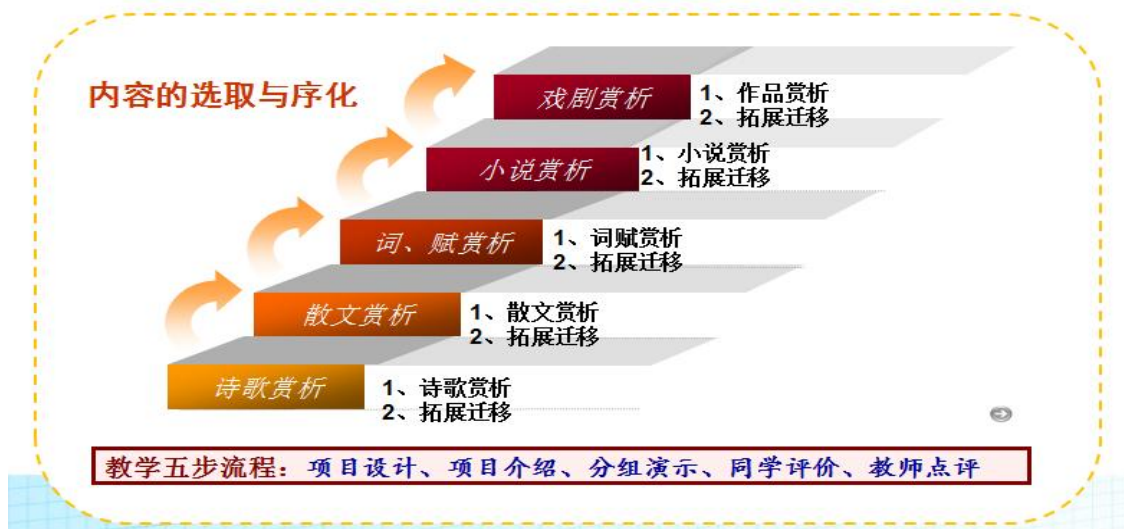 内容的选取与序化
戏剧赏析
1、作品赏析
2、拓展迁移
小说赏析
1、小说赏析
2、拓展迁移
词、赋赏析
1、词赋赏析
2、拓展迁移
散文赏析
1、散文赏析
2、拓展迁移
诗歌赏析
1、诗歌赏析
2、拓展迁移
教学五步流程：项目设计、项目介绍、分组演示、同学评价、教师点评